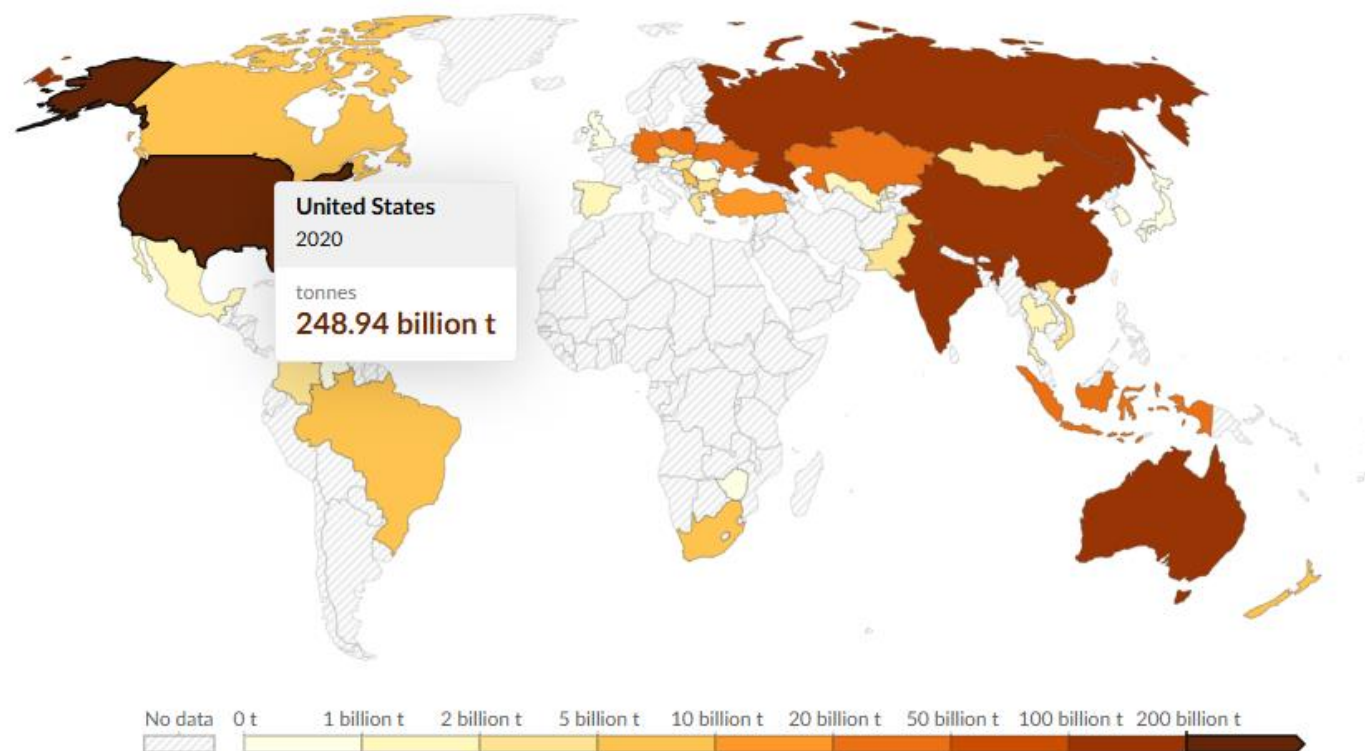 United States
2020
tonnes
248.94 billion t
No data 0 t 1 billion t 2 billion t 5 billion t 10 billion t 20 billion t 50 billion t 100 billion t 200 billion t